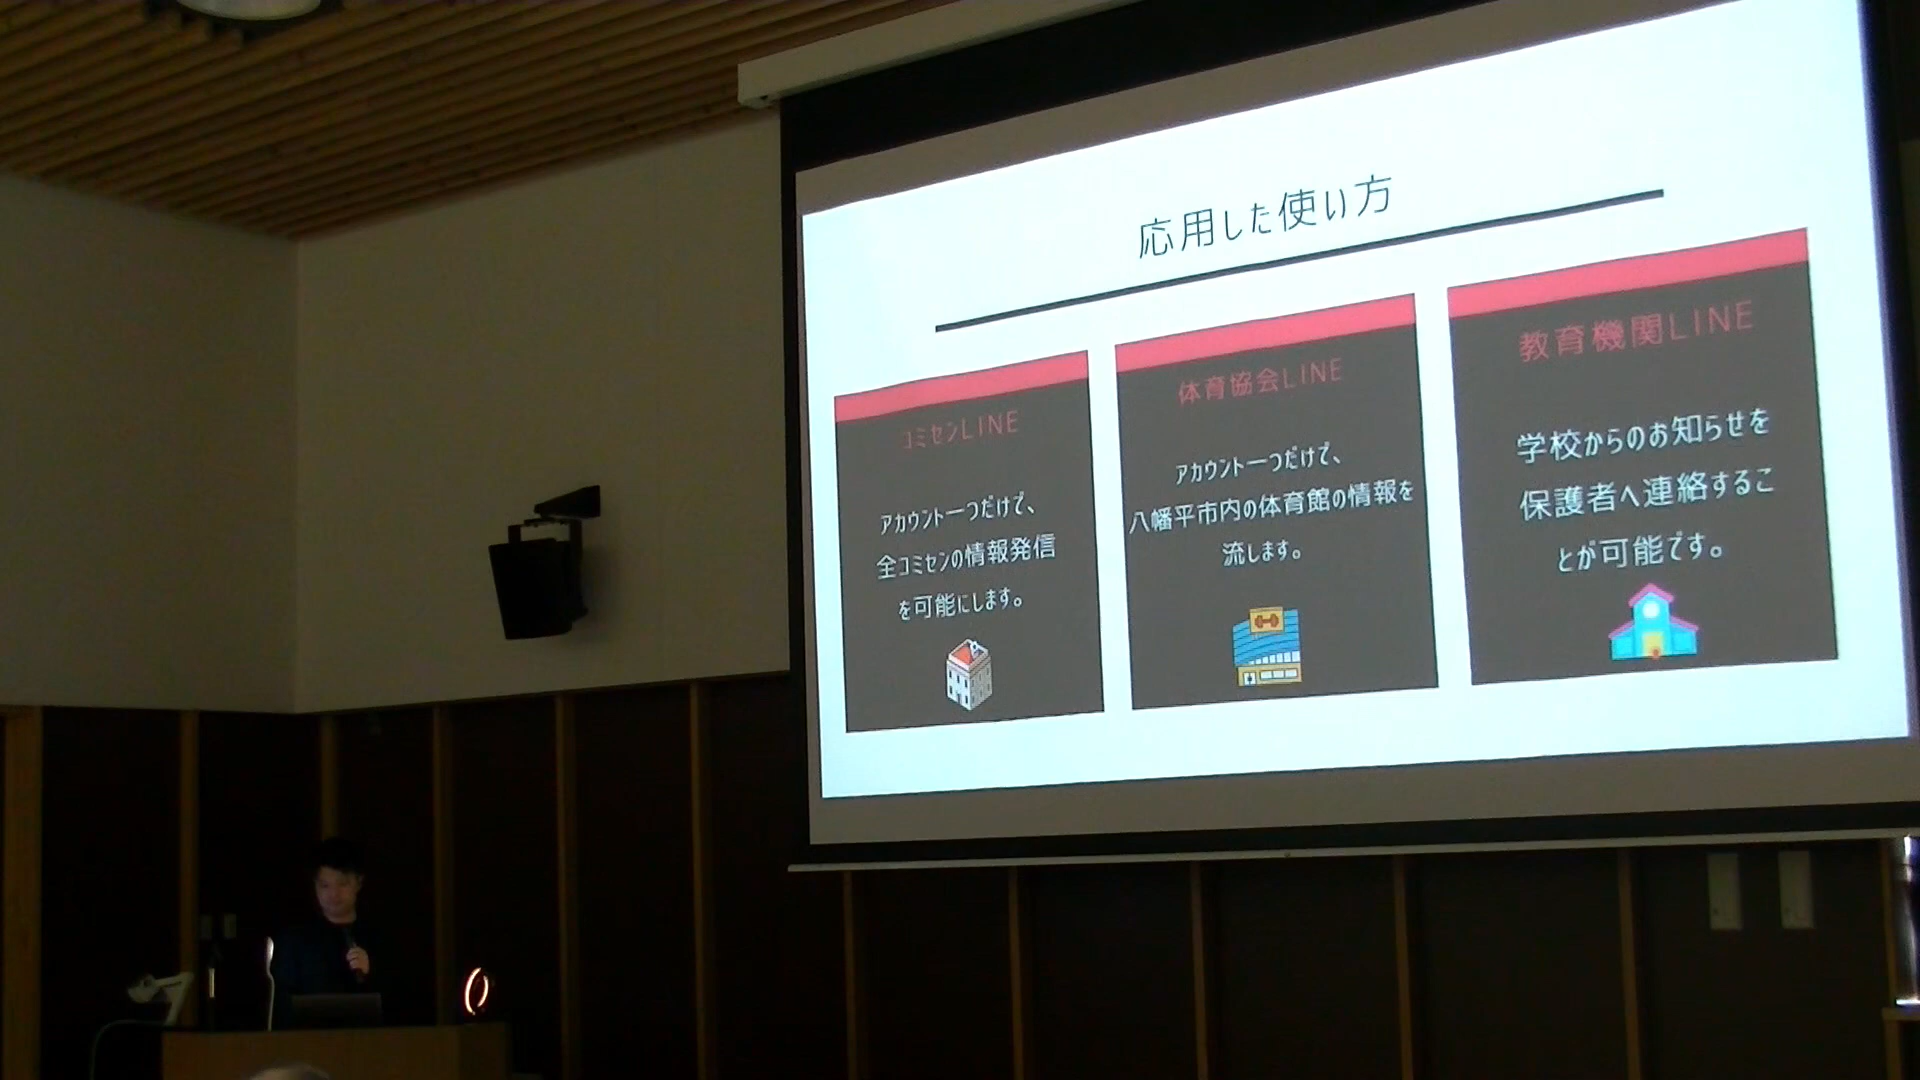 応用した使い方
コミセンLINE
アカウント一つだけで、
全コミセンの情報発信
を可能にします。
体育協会LINE
アカウント一つだけで、
八幡平市内の体育館の情報を
流します。
教育機関LINE
学校からのお知らせを
保護者へ連絡するこ
とが可能です。